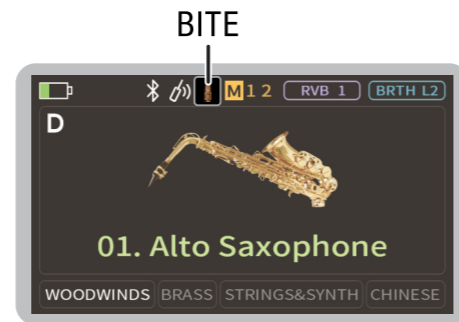 BITE
M 1 2 RVB 1 BRTH L2
D
01. Alto Saxophone
WOODWINDS BRASS STRINGS&SYNTH CHINESE